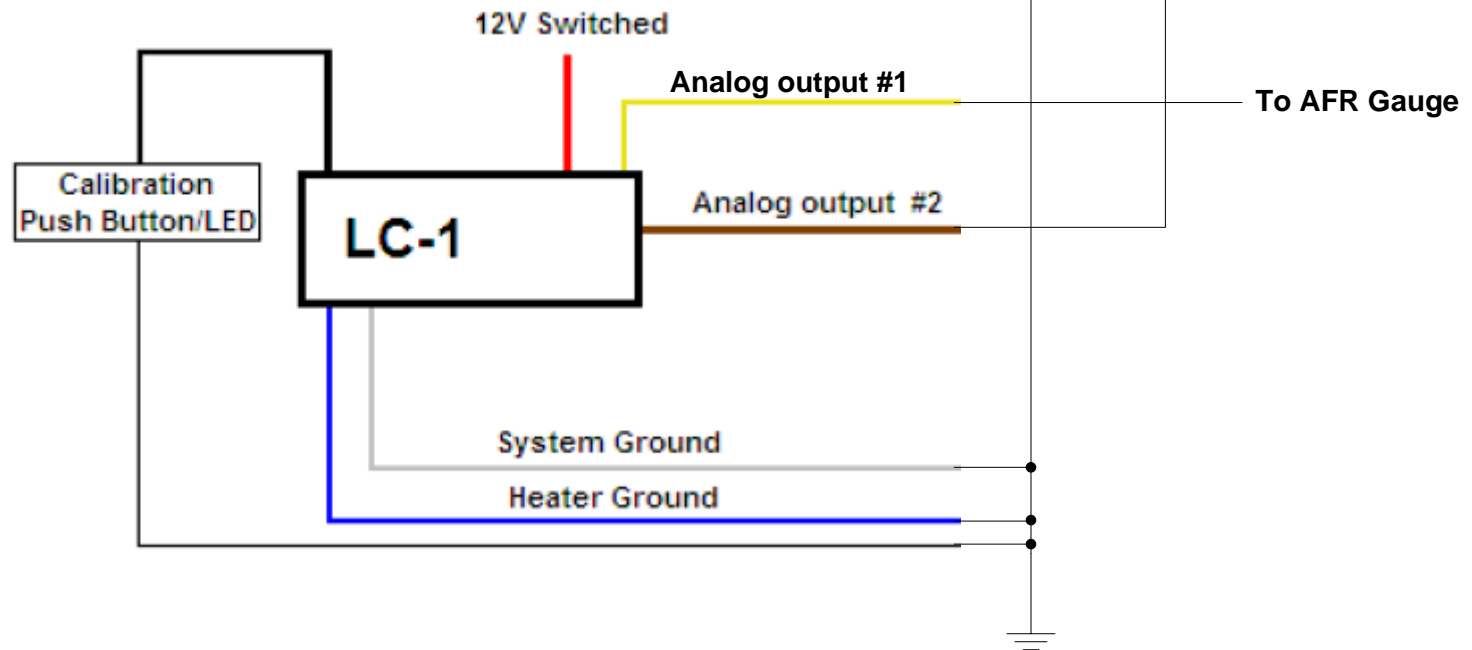 12V Switched
Analog output #1
To AFR Gauge
Calibration
Push Button/LED
Analog output #2
LC-1
System Ground
Heater Ground